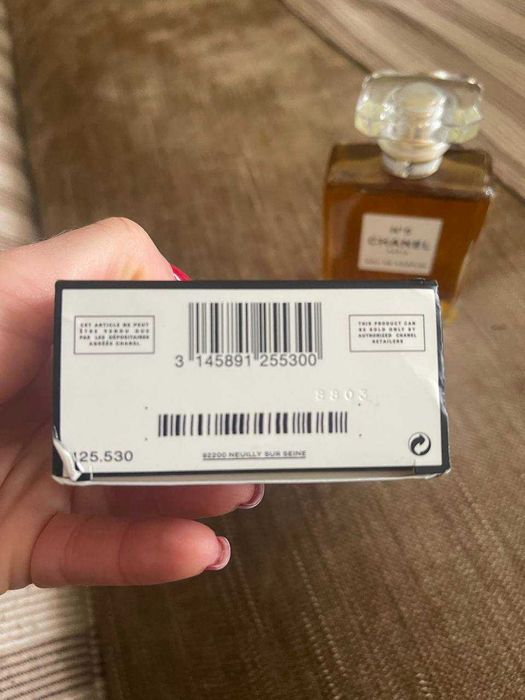 N°5
CHANEL
PARIS
EAU DE PARFUM
CET ARTICLE NE PEUT
ÊTRE VENDU QUE
PAR LES DÉPOSITAIRES
AGRÉÉS CHANEL
3 145891 255300
THIS PRODUCT CAN
BE SOLD ONLY BY
AUTHORIZED CHANEL
RETAILERS
8803
125.530
92200 NEUILLY SUR SEINE